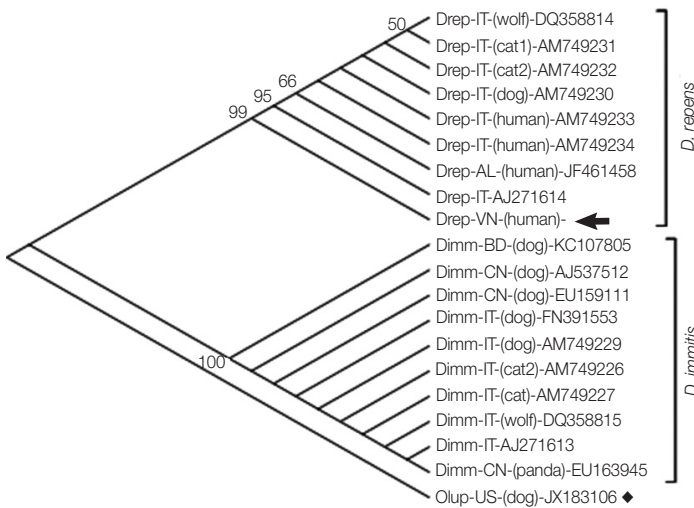 50
Drep-IT-(wolf)-DQ358814
Drep-IT-(cat1)-AM749231
Drep-IT-(cat2)-AM749232
66
Drep-IT-(dog)-AM749230
95
Drep-IT-(human)-AM749233
99
Drep-IT-(human)-AM749234
Drep-AL-(human)-JF461458
Drep-IT-AJ271614
Drep-VN-(human)-
D. repens
Dimm-BD-(dog)-KC107805
Dimm-CN-(dog)-AJ537512
Dimm-CN-(dog)-EU159111
Dimm-IT-(dog)-FN391553
Dimm-IT-(dog)-AM749229
100
Dimm-IT-(cat2)-AM749226
Dimm-IT-(cat)-AM749227
Dimm-IT-(wolf)-DQ358815
Dimm-IT-AJ271613
Dimm-CN-(panda)-EU163945
D. immitis
Olup-US-(dog)-JX183106 ◆